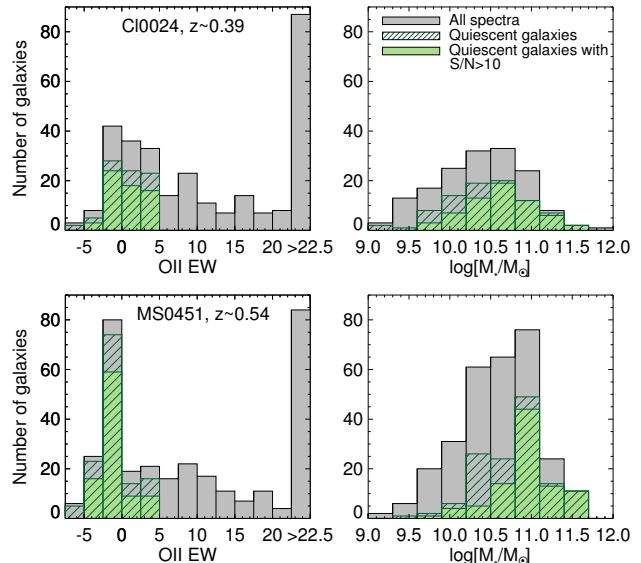 Cl0024, z~0.39
80
60
40
20
0
Number of galaxies
-5 0 5 10 15 20 >22.5
OII EW
All spectra
Quiescent galaxies
Quiescent galaxies with
S/N>10
80
60
40
20
0
9.0 9.5 10.0 10.5 11.0 11.5 12.0
log[M*/M☉]
MS0451, z~0.54
80
60
40
20
0
Number of galaxies
-5 0 5 10 15 20 >22.5
OII EW
80
60
40
20
0
9.0 9.5 10.0 10.5 11.0 11.5 12.0
log[M*/M☉]